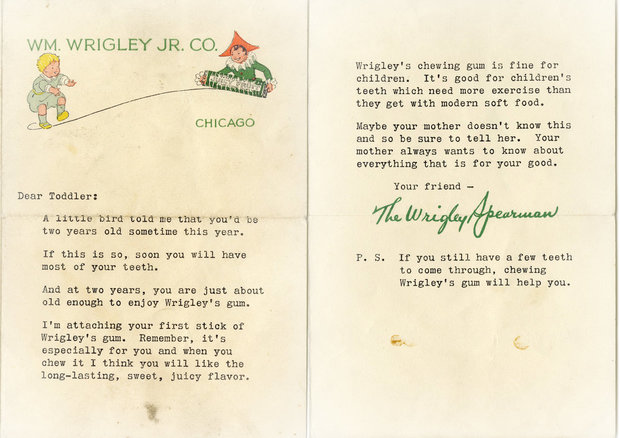 WM. WRIGLEY JR. CO.
JUICY FRUIT
CHICAGO
Dear Toddler:
A little bird told me that you'd be
two years old sometime this year.
If this is so, soon you will have
most of your teeth.
And at two years, you are just about
old enough to enjoy Wrigley's gum.
I'm attaching your first stick of
Wrigley's gum. Remember, it's
especially for you and when you
chew it I think you will like the
long-lasting, sweet, juicy flavor.
Wrigley's chewing gum is fine for
children. It's good for children's
teeth which need more exercise than
they get with modern soft food.
Maybe your mother doesn't know this
and so be sure to tell her. Your
mother always wants to know about
everything that is for your good.
Your friend -
The Wrigley Spearman
P. S. If you still have a few teeth
to come through, chewing
Wrigley's gum will help you.